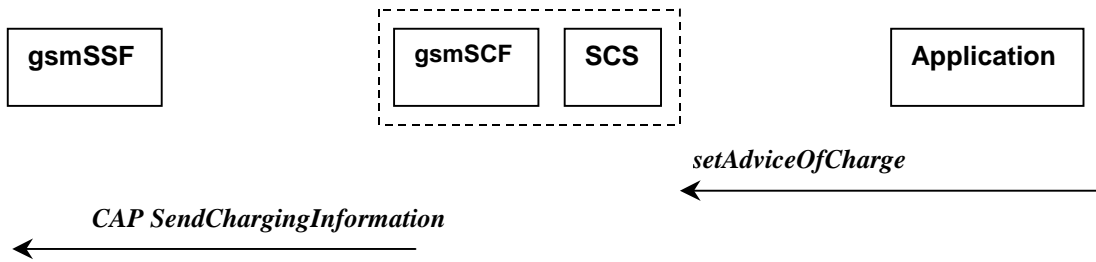 gsmSSF
gsmSCF
SCS
Application
setAdviceOfCharge
CAP SendChargingInformation